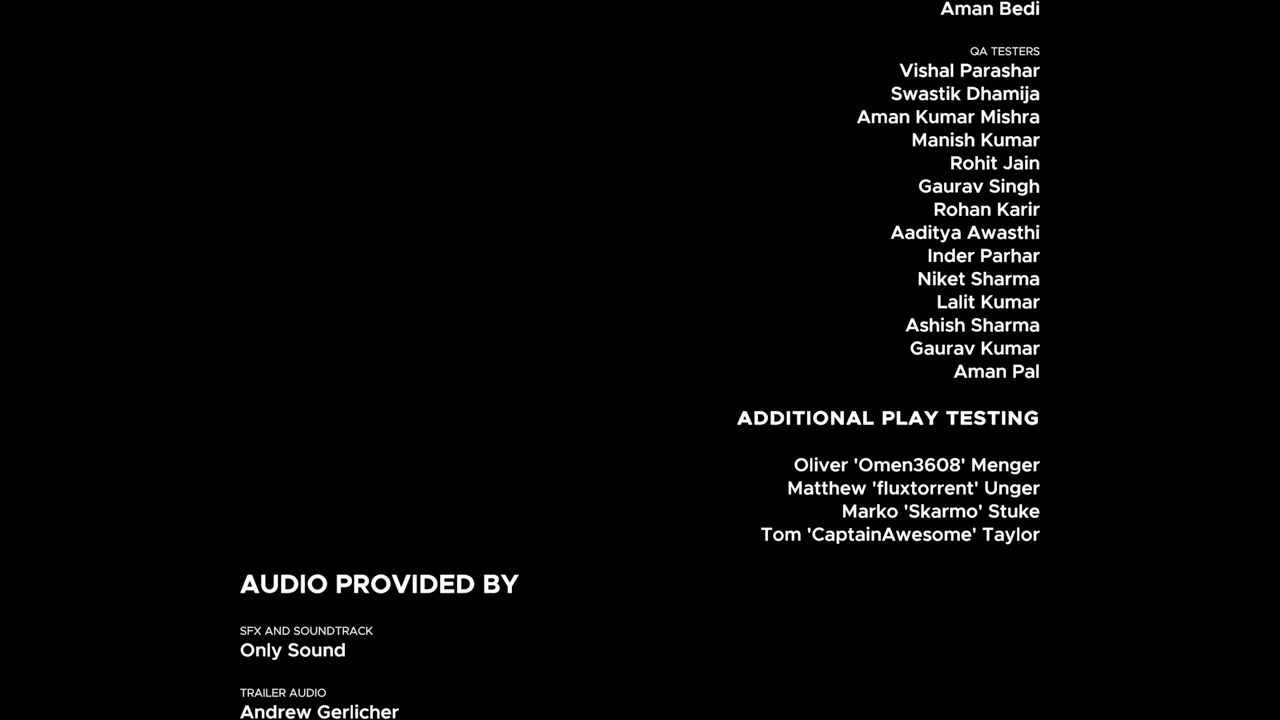 Aman Bedi
QA TESTERS
Vishal Parashar
Swastik Dhamija
Aman Kumar Mishra
Manish Kumar
Rohit Jain
Gaurav Singh
Rohan Karir
Aaditya Awasthi
Inder Parhar
Niket Sharma
Lalit Kumar
Ashish Sharma
Gaurav Kumar
Aman Pal
ADDITIONAL PLAY TESTING
Oliver 'Omen3608' Menger
Matthew 'fluxtorrent' Unger
Marko 'Skarmo' Stuke
Tom 'CaptainAwesome' Taylor
AUDIO PROVIDED BY
SFX AND SOUNDTRACK
Only Sound
TRAILER AUDIO
Andrew Gerlicher